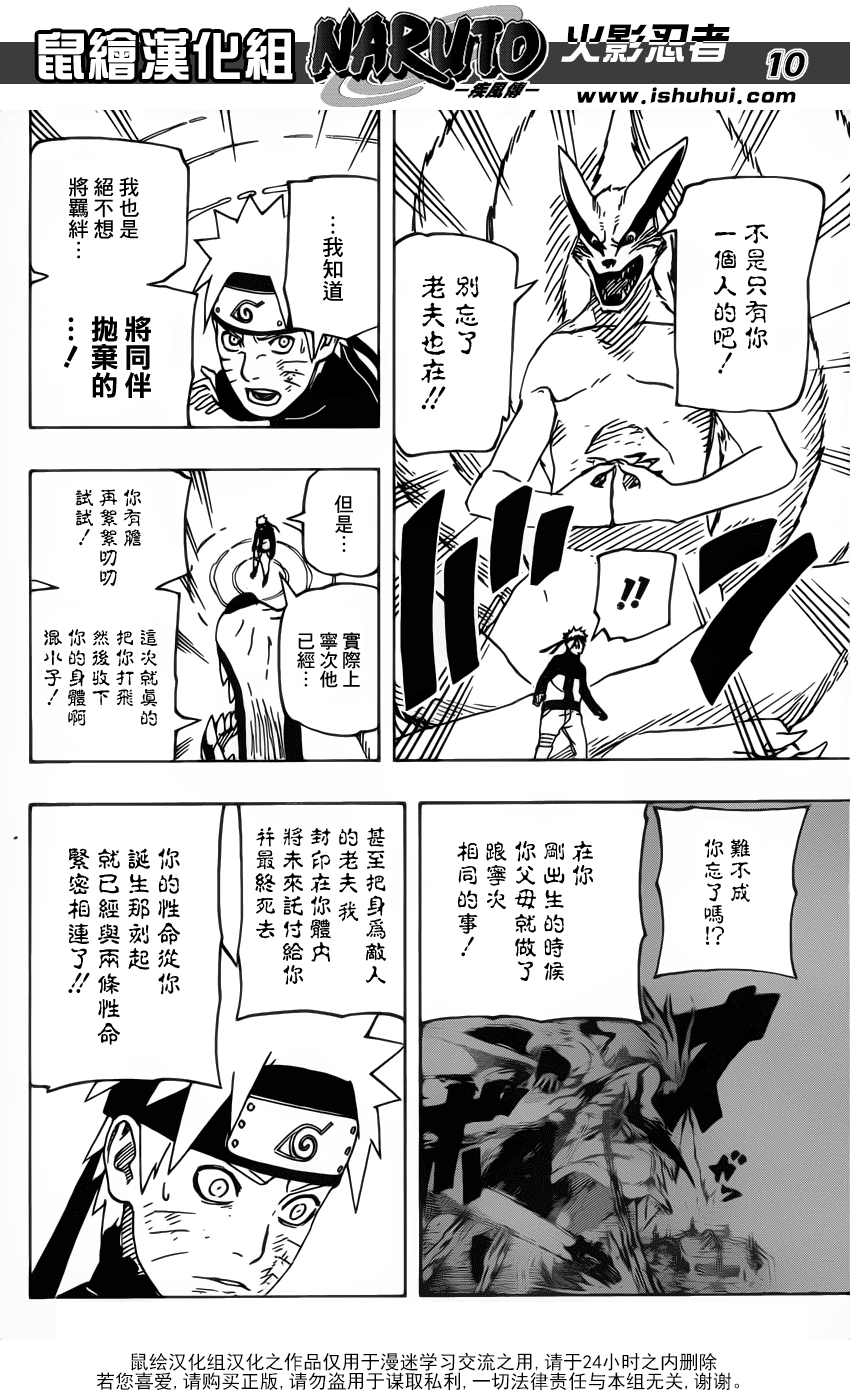 鼠繪漢化組
NARUTO
－疾風傳－
火影忍者
10
www.ishuhui.com
不是只有你
一個人的吧！
別忘了
老夫也在!!
!!
…我知道
我也是
絕不想
將羈絆…
將同伴
拋棄的
…！
但是…
實際上
寧次他
已經…
你有膽
再絮絮叨叨
試試！
這次就真的
把你打飛
然後收下
你的身體啊
混小子！
難不成
你忘了嗎!?
在你
剛出生的時候
你父母就做了
跟寧次
相同的事！
甚至把身為敵人
的老夫 我
封印在你體內
將未來託付給你
并最終死去
你的性命從你
誕生那刻起
就已經與兩條性命
緊密相連了!!
鼠绘汉化组汉化之作品仅用于漫迷学习交流之用, 请于24小时之内删除
若您喜爱, 请购买正版, 请勿盗用于谋取私利, 一切法律责任与本组无关, 谢谢。